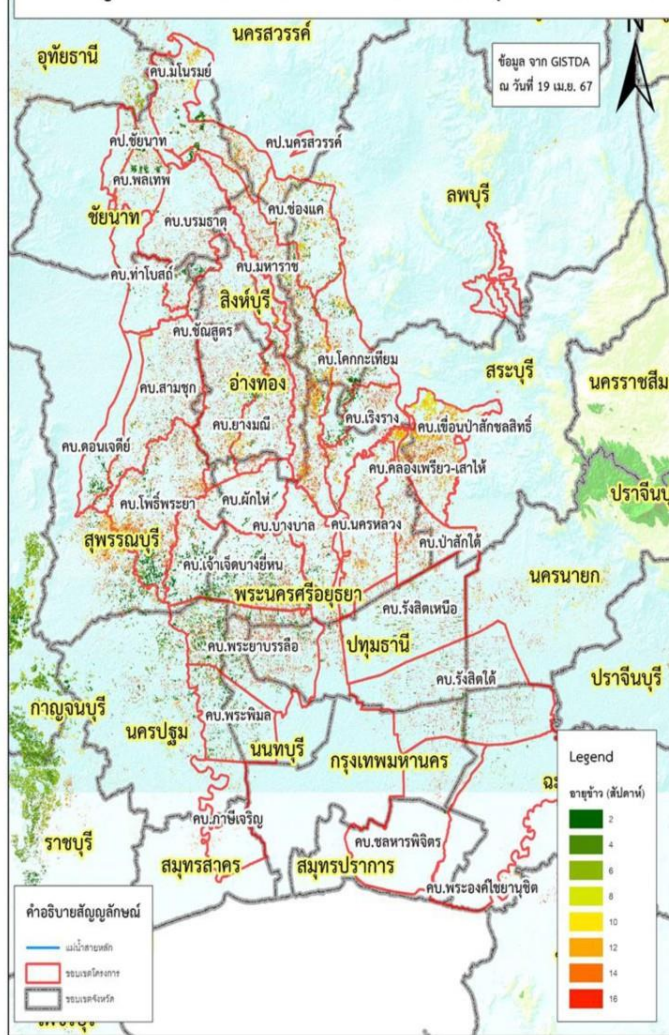 นครสวรรค์
อุทัยธานี
N
ข้อมูล จาก GISTDA
ณ วันที่ 19 เม.ย. 67
คบ.มโนรมย์
คป.ชัยนาท
คป.นครสวรรค์
คบ.พลเทพ
ลพบุรี
ชัยนาท
คบ.บรมธาตุ
คบ.ช่องแค
คบ.มหาราช
คบ.ท่าโบสถ์
สิงห์บุรี
คบ.ชัณสูตร
คบ.โคกกะเทียม
สระบุรี
คบ.สามชุก
อ่างทอง
คบ.เริงราง
นครราชสีม
คบ.เขื่อนป่าสักชลสิทธิ์
คบ.ยางมณี
คบ.ดอนเจดีย์
คบ.คลองเพรียว-เสาไห้
คบ.โพธิ์พระยา
คบ.ผักไห่
ปราจีนบุ
คบ.บางบาล
คบ.นครหลวง
สุพรรณบุรี
คบ.ป่าสักใต้
คบ.เจ้าเจ็ดบางยี่หน
นครนายก
พระนครศรีอยุธยา
คบ.รังสิตเหนือ
คบ.พระยาบรรลือ
ปทุมธานี
คบ.รังสิตใต้
ปราจีนบุรี
กาญจนบุรี
คบ.พระพิมล
นครปฐม
นนทบุรี
กรุงเทพมหานคร
ฉะ
Legend
อายุข้าว (สัปดาห์)
2
4
6
8
10
12
14
16
คบ.ภาษีเจริญ
ราชบุรี
คบ.ชลหารพิจิตร
สมุทรสาคร
สมุทรปราการ
คบ.พระองค์ไชยานุชิต
คำอธิบายสัญญลักษณ์
แม่น้ำสายหลัก
ขอบเขตโครงการ
ขอบเขตจังหวัด